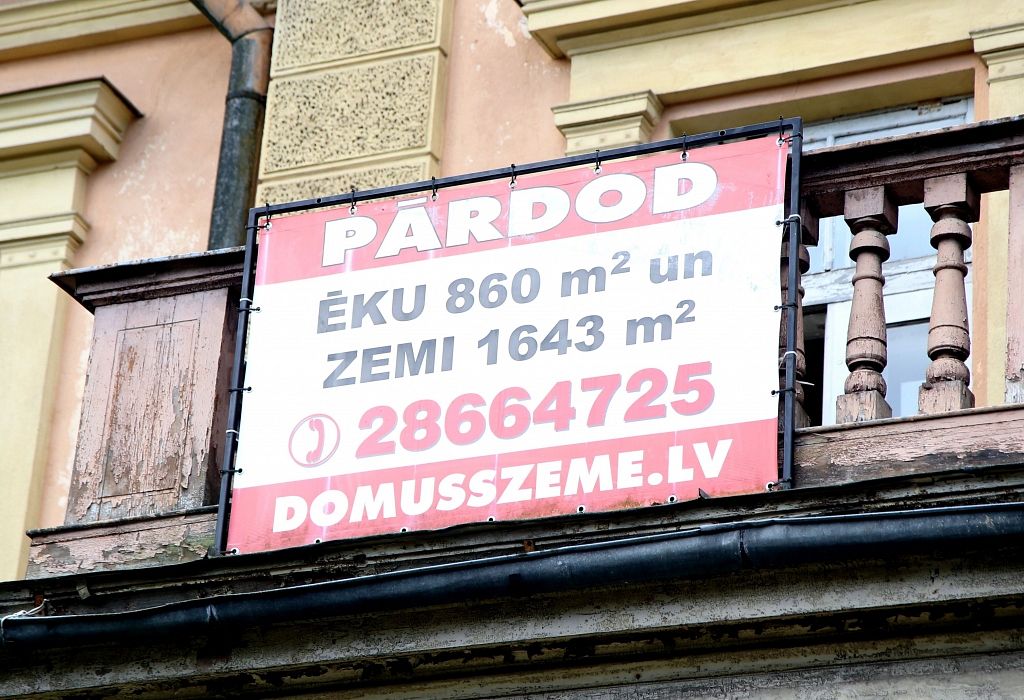 PĀRDOD
ĒKU 860 m² un
ZEMI 1643 m²
28664725
DOMUSSZEME.LV